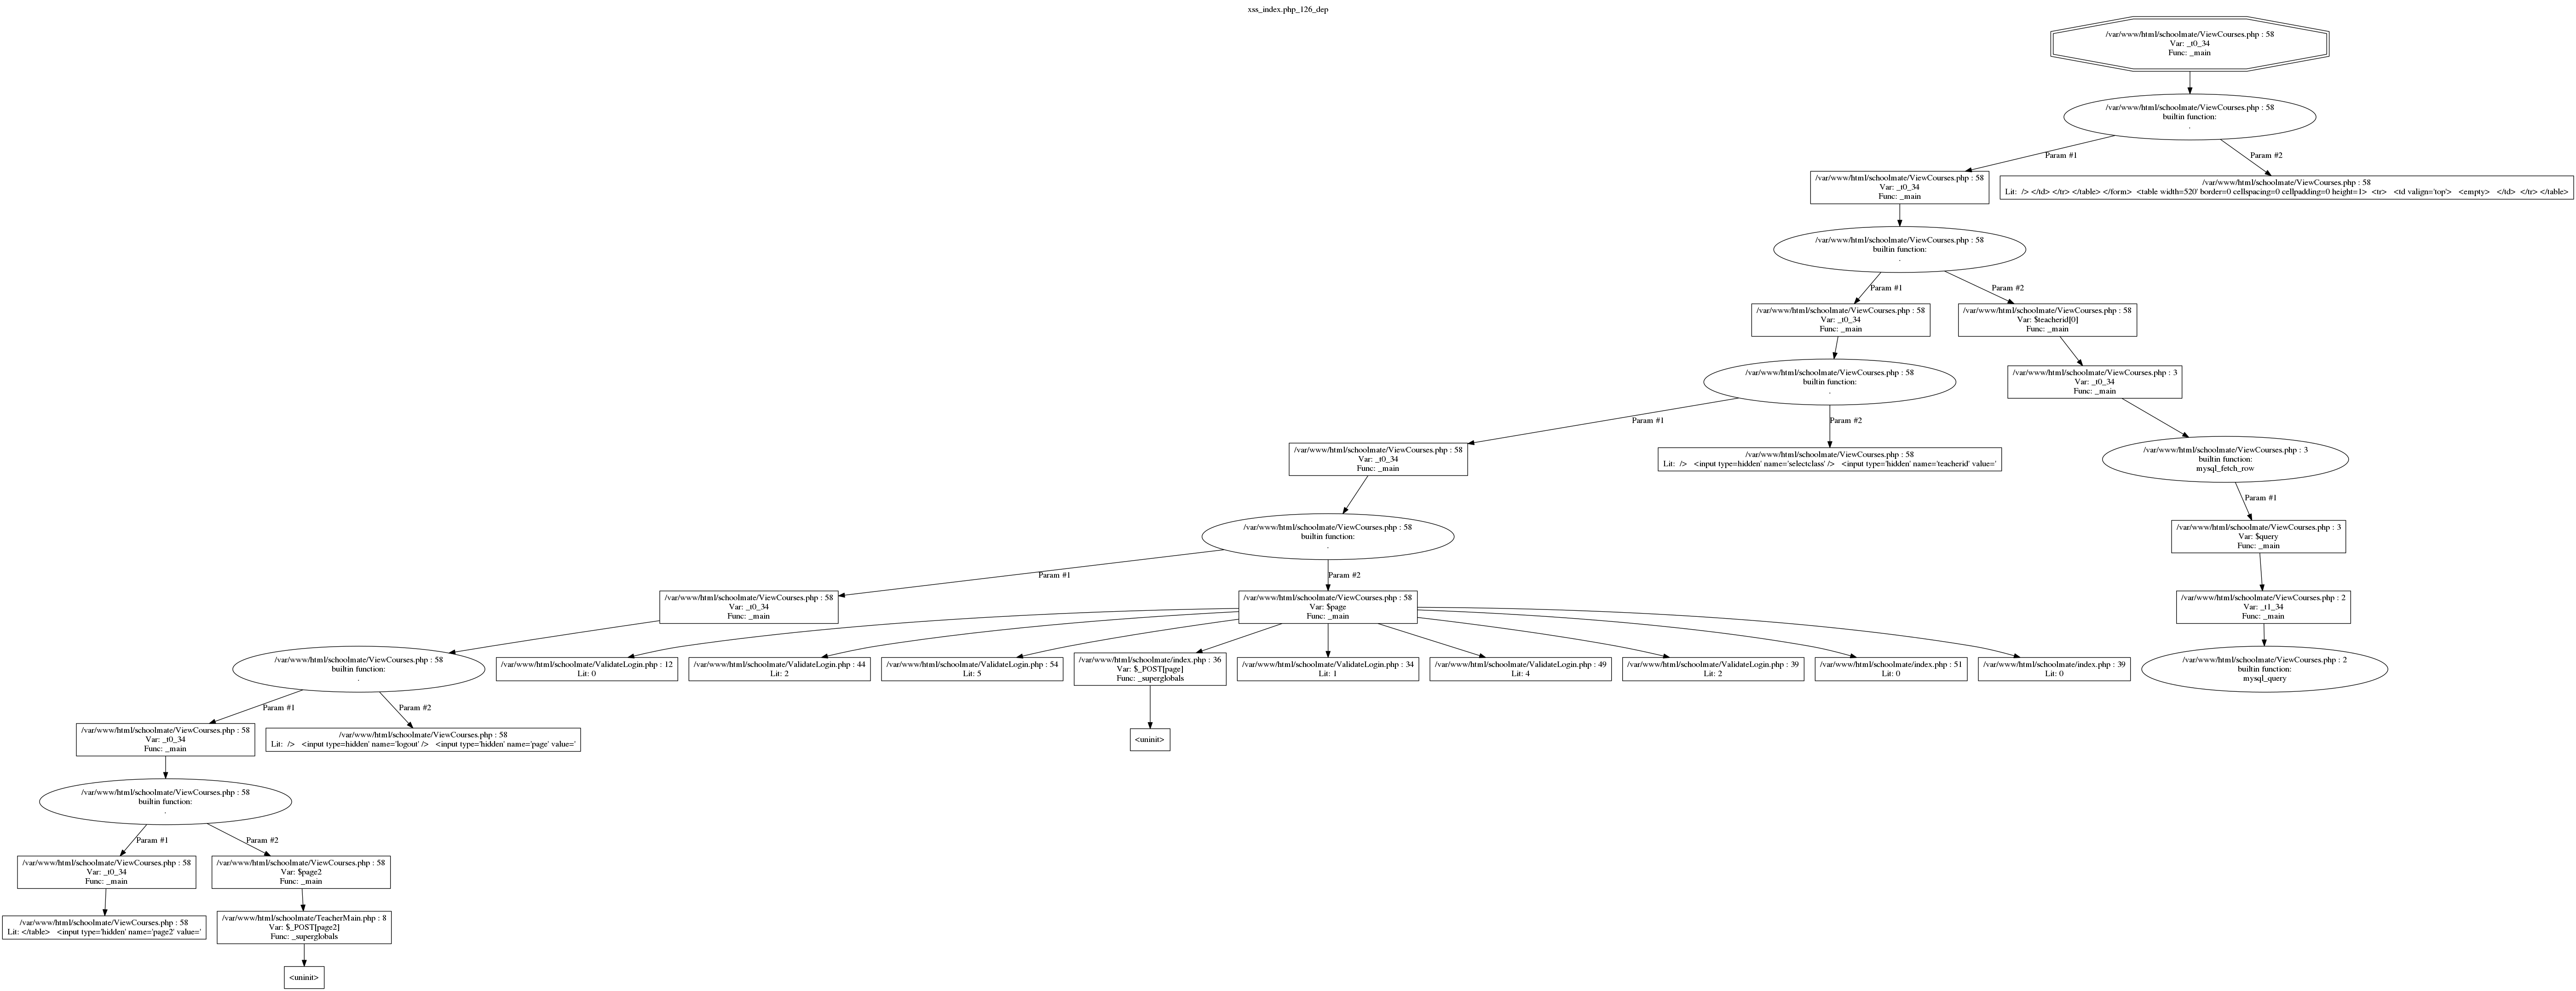 xss_index.php_126_dep
/var/www/html/schoolmate/ViewCourses.php : 58
Var: _t0_34
Func: _main
/var/www/html/schoolmate/ViewCourses.php : 58
builtin function:
.
Param #1
Param #2
/var/www/html/schoolmate/ViewCourses.php : 58
Var: _t0_34
Func: _main
/var/www/html/schoolmate/ViewCourses.php : 58
Lit:  /> </td> </tr> </table> </form>  <table width=520' border=0 cellspacing=0 cellpadding=0 height=1>  <tr>   <td valign='top'>   <empty>   </td>  </tr> </table>
/var/www/html/schoolmate/ViewCourses.php : 58
builtin function:
.
Param #1
Param #2
/var/www/html/schoolmate/ViewCourses.php : 58
Var: _t0_34
Func: _main
/var/www/html/schoolmate/ViewCourses.php : 58
Var: $teacherid[0]
Func: _main
/var/www/html/schoolmate/ViewCourses.php : 58
builtin function:
.
/var/www/html/schoolmate/ViewCourses.php : 3
Var: _t0_34
Func: _main
Param #1
Param #2
/var/www/html/schoolmate/ViewCourses.php : 58
Var: _t0_34
Func: _main
/var/www/html/schoolmate/ViewCourses.php : 58
Lit:  />   <input type=hidden' name='selectclass' />   <input type='hidden' name='teacherid' value='
/var/www/html/schoolmate/ViewCourses.php : 3
builtin function:
mysql_fetch_row
Param #1
/var/www/html/schoolmate/ViewCourses.php : 58
builtin function:
.
/var/www/html/schoolmate/ViewCourses.php : 3
Var: $query
Func: _main
Param #1
Param #2
/var/www/html/schoolmate/ViewCourses.php : 58
Var: _t0_34
Func: _main
/var/www/html/schoolmate/ViewCourses.php : 58
Var: $page
Func: _main
/var/www/html/schoolmate/ViewCourses.php : 2
Var: _t1_34
Func: _main
/var/www/html/schoolmate/ViewCourses.php : 58
builtin function:
.
/var/www/html/schoolmate/ValidateLogin.php : 12
Lit: 0
/var/www/html/schoolmate/ValidateLogin.php : 44
Lit: 2
/var/www/html/schoolmate/ValidateLogin.php : 54
Lit: 5
/var/www/html/schoolmate/index.php : 36
Var: $_POST[page]
Func: _superglobals
/var/www/html/schoolmate/ValidateLogin.php : 34
Lit: 1
/var/www/html/schoolmate/ValidateLogin.php : 49
Lit: 4
/var/www/html/schoolmate/ValidateLogin.php : 39
Lit: 2
/var/www/html/schoolmate/index.php : 51
Lit: 0
/var/www/html/schoolmate/index.php : 39
Lit: 0
/var/www/html/schoolmate/ViewCourses.php : 2
builtin function:
mysql_query
Param #1
Param #2
/var/www/html/schoolmate/ViewCourses.php : 58
Var: _t0_34
Func: _main
/var/www/html/schoolmate/ViewCourses.php : 58
Lit:  />   <input type=hidden' name='logout' />   <input type='hidden' name='page' value='
<uninit>
/var/www/html/schoolmate/ViewCourses.php : 58
builtin function:
.
Param #1
Param #2
/var/www/html/schoolmate/ViewCourses.php : 58
Var: _t0_34
Func: _main
/var/www/html/schoolmate/ViewCourses.php : 58
Var: $page2
Func: _main
/var/www/html/schoolmate/ViewCourses.php : 58
Lit: </table>   <input type='hidden' name='page2' value='
/var/www/html/schoolmate/TeacherMain.php : 8
Var: $_POST[page2]
Func: _superglobals
<uninit>